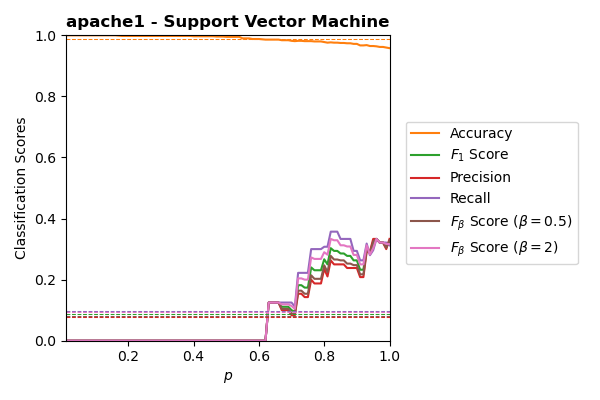 apache1 - Support Vector Machine
Classification Scores
1.0
0.8
0.6
0.4
0.2
0.0
0.2 0.4 0.6 0.8 1.0
p
Accuracy
F₁ Score
Precision
Recall
Fᵦ Score (β = 0.5)
Fᵦ Score (β = 2)